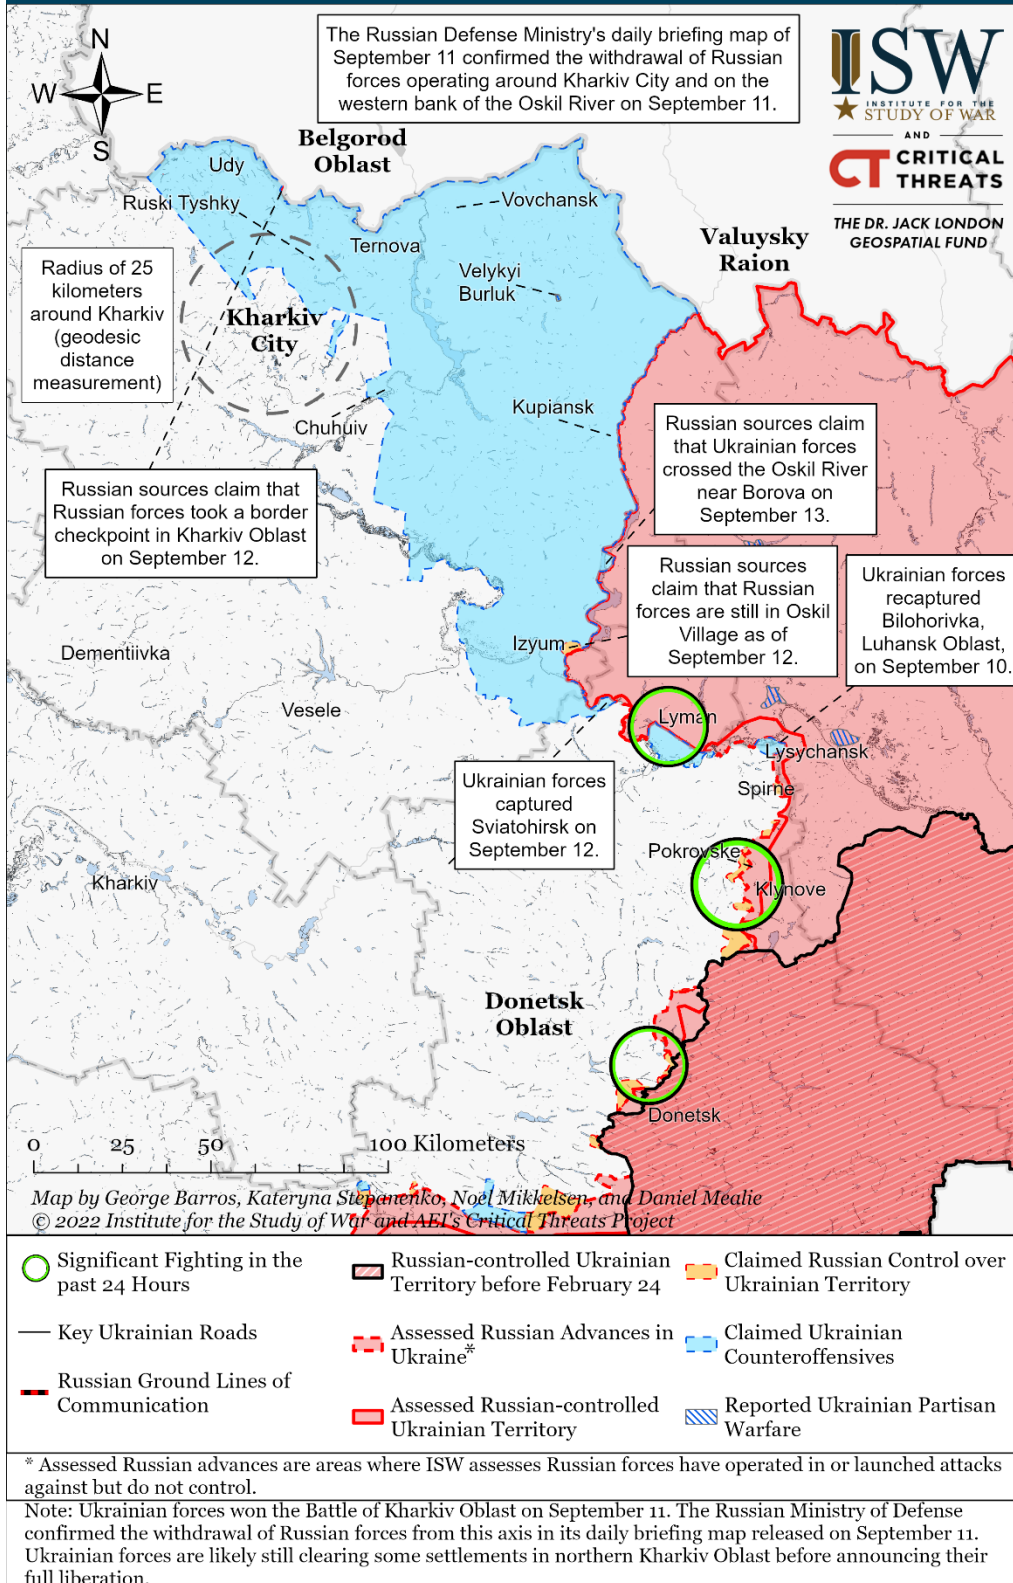 The Russian Defense Ministry's daily briefing map of
September 11 confirmed the withdrawal of Russian
forces operating around Kharkiv City and on the
western bank of the Oskil River on September 11.
ISW
INSTITUTE FOR THE
STUDY OF WAR
AND
CT CRITICAL
THREATS
THE DR. JACK LONDON
GEOSPATIAL FUND
N
W
E
S
Belgorod
Oblast
Udy
Ruski Tyshky
Vovchansk
Ternova
Valuysky
Raion
Velykyi
Burluk
Radius of 25
kilometers
around Kharkiv
(geodesic
distance
measurement)
Kharkiv
City
Kupiansk
Chuhuiv
Russian sources claim
that Ukrainian forces
crossed the Oskil River
near Borova on
September 13.
Russian sources claim that
Russian forces took a border
checkpoint in Kharkiv Oblast
on September 12.
Russian sources
claim that Russian
forces are still in Oskil
Village as of
September 12.
Ukrainian forces
recaptured
Bilohorivka,
Luhansk Oblast,
on September 10.
Izyum
Dementiivka
Vesele
Lyman
Lysychansk
Spirne
Ukrainian forces
captured
Sviatohirsk on
September 12.
Pokrovske
Klynove
Kharkiv
Donetsk
Oblast
Donetsk
0 25 50 100 Kilometers
Map by George Barros, Kateryna Stepanenko, Noel Mikkelsen, and Daniel Mealie
© 2022 Institute for the Study of War and AEI's Critical Threats Project
Significant Fighting in the
past 24 Hours
Key Ukrainian Roads
Russian Ground Lines of
Communication
Russian-controlled Ukrainian
Territory before February 24
Assessed Russian Advances in
Ukraine*
Assessed Russian-controlled
Ukrainian Territory
Claimed Russian Control over
Ukrainian Territory
Claimed Ukrainian
Counteroffensives
Reported Ukrainian Partisan
Warfare
* Assessed Russian advances are areas where ISW assesses Russian forces have operated in or launched attacks
against but do not control.
Note: Ukrainian forces won the Battle of Kharkiv Oblast on September 11. The Russian Ministry of Defense
confirmed the withdrawal of Russian forces from this axis in its daily briefing map released on September 11.
Ukrainian forces are likely still clearing some settlements in northern Kharkiv Oblast before announcing their
full liberation.